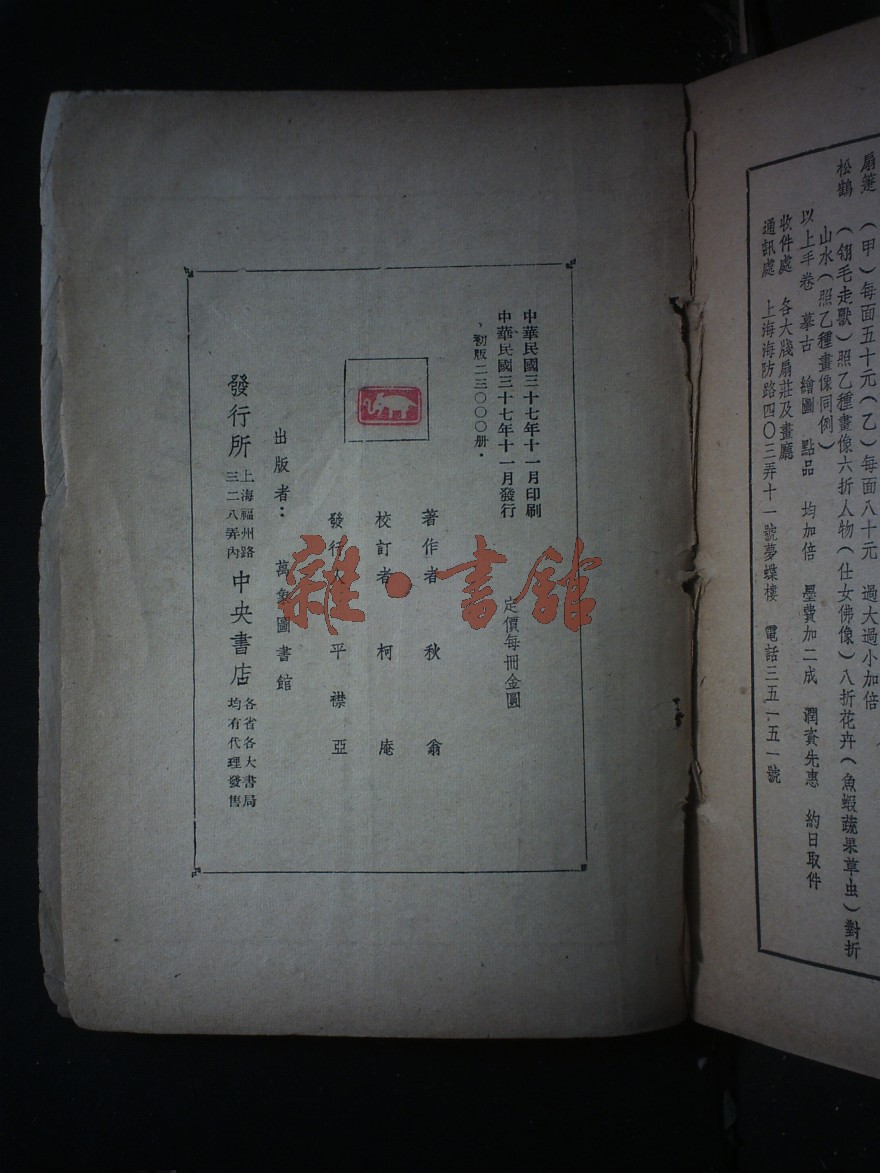 扇箑　（甲）每面五十元（乙）每面八十元　過大過小加倍
松鶴　（翎毛走獸）照乙種畫像六折人物（仕女佛像）八折花卉（魚蝦蔬果草虫）對折
山水（照乙種畫像同例）
以上手卷　摹古　繪圖　點品　均加倍　墨費加二成　潤資先惠　約日取件
收件處　各大牋扇莊及畫廳
通訊處　上海海防路四〇三弄十一號夢蝶樓　電話三五一五一號
中華民國三十七年十一月印刷
中華民國三十七年十一月發行
初版二三〇〇〇册．
定價每冊金圓
著作者　秋翁
校訂者　柯庵
發行人　平襟亞
出版者：萬象圖書館
發行所　上海福州路三二八弄內　中央書店　各省各大書局均有代理發售
雜·書館